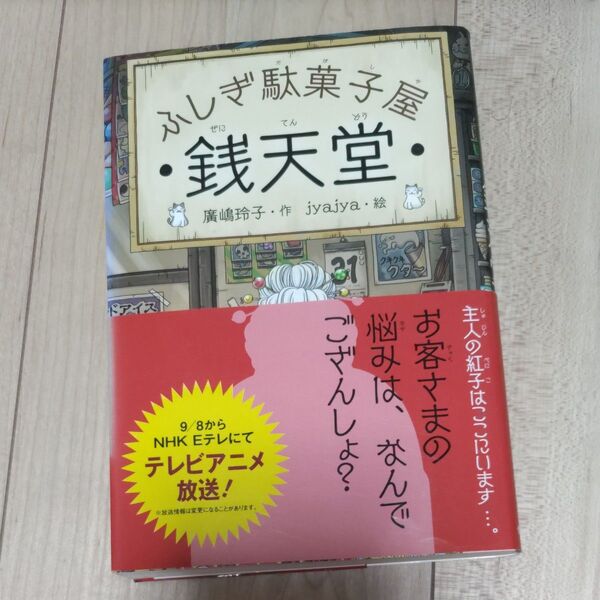 ふしぎ駄菓子屋
・銭天堂・
廣嶋玲子・作 jyajya・絵
31
ドアイス
クネクネ
クター
主人の紅子はここにいます…。
お客さまの
悩みは、なんで
ござんしょ?
9/8から
NHK Eテレにて
テレビアニメ
放送!
※放送情報は変更になることがあります。